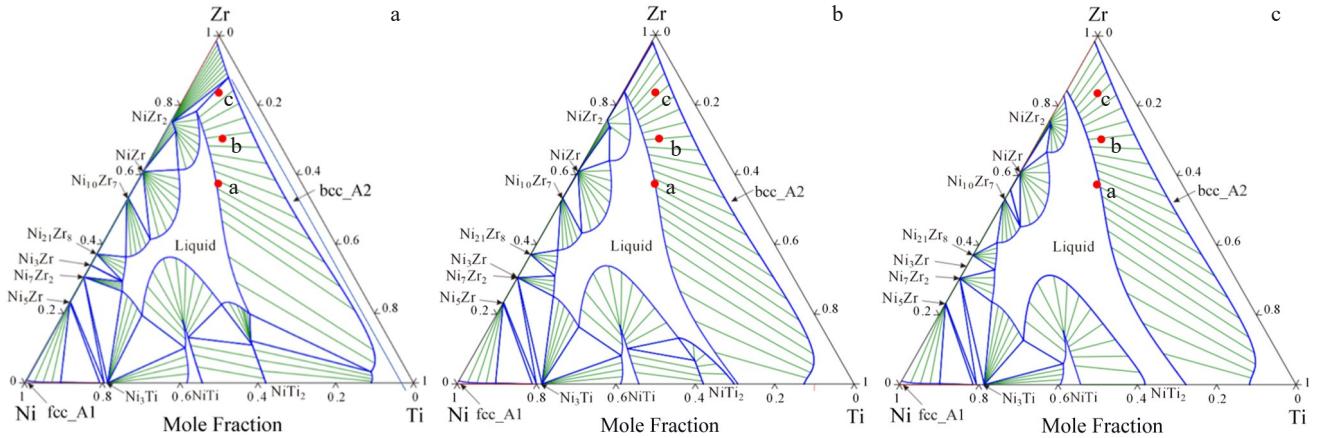 Zr
a
1
0
0.8
c
0.2
NiZr₂
b
NiZr
0.6
a
0.4
Ni₁₀Zr₇
bcc_A2
Ni₂₁Zr₈
0.4
Liquid
0.6
Ni₃Zr
Ni₇Zr₂
Ni₅Zr
0.2
0.8
0
1
0.8
Ni₃Ti
0.6
NiTi
0.4
NiTi₂
0.2
1
0
Ni
fcc_A1
Ti
Mole Fraction
Zr
b
1
0
0.8
c
0.2
NiZr₂
b
NiZr
0.6
a
0.4
Ni₁₀Zr₇
bcc_A2
Ni₂₁Zr₈
0.4
Liquid
0.6
Ni₃Zr
Ni₇Zr₂
Ni₅Zr
0.2
0.8
0
1
0.8
Ni₃Ti
0.6
NiTi
0.4
NiTi₂
0.2
1
0
Ni
fcc_A1
Ti
Mole Fraction
Zr
c
1
0
0.8
c
0.2
NiZr₂
b
NiZr
0.6
a
0.4
Ni₁₀Zr₇
bcc_A2
Ni₂₁Zr₈
0.4
Liquid
0.6
Ni₃Zr
Ni₇Zr₂
Ni₅Zr
0.2
0.8
0
1
0.8
Ni₃Ti
0.6
NiTi
0.4
NiTi₂
0.2
1
0
Ni
fcc_A1
Ti
Mole Fraction